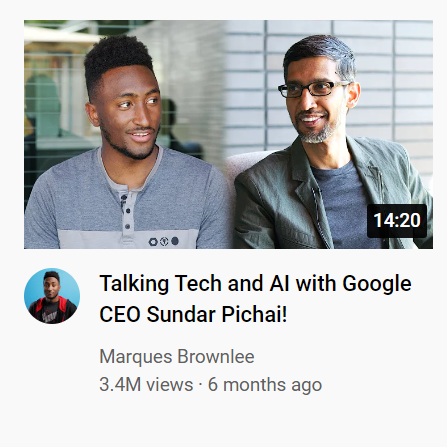 14:20
Talking Tech and AI with Google
CEO Sundar Pichai!
Marques Brownlee
3.4M views · 6 months ago